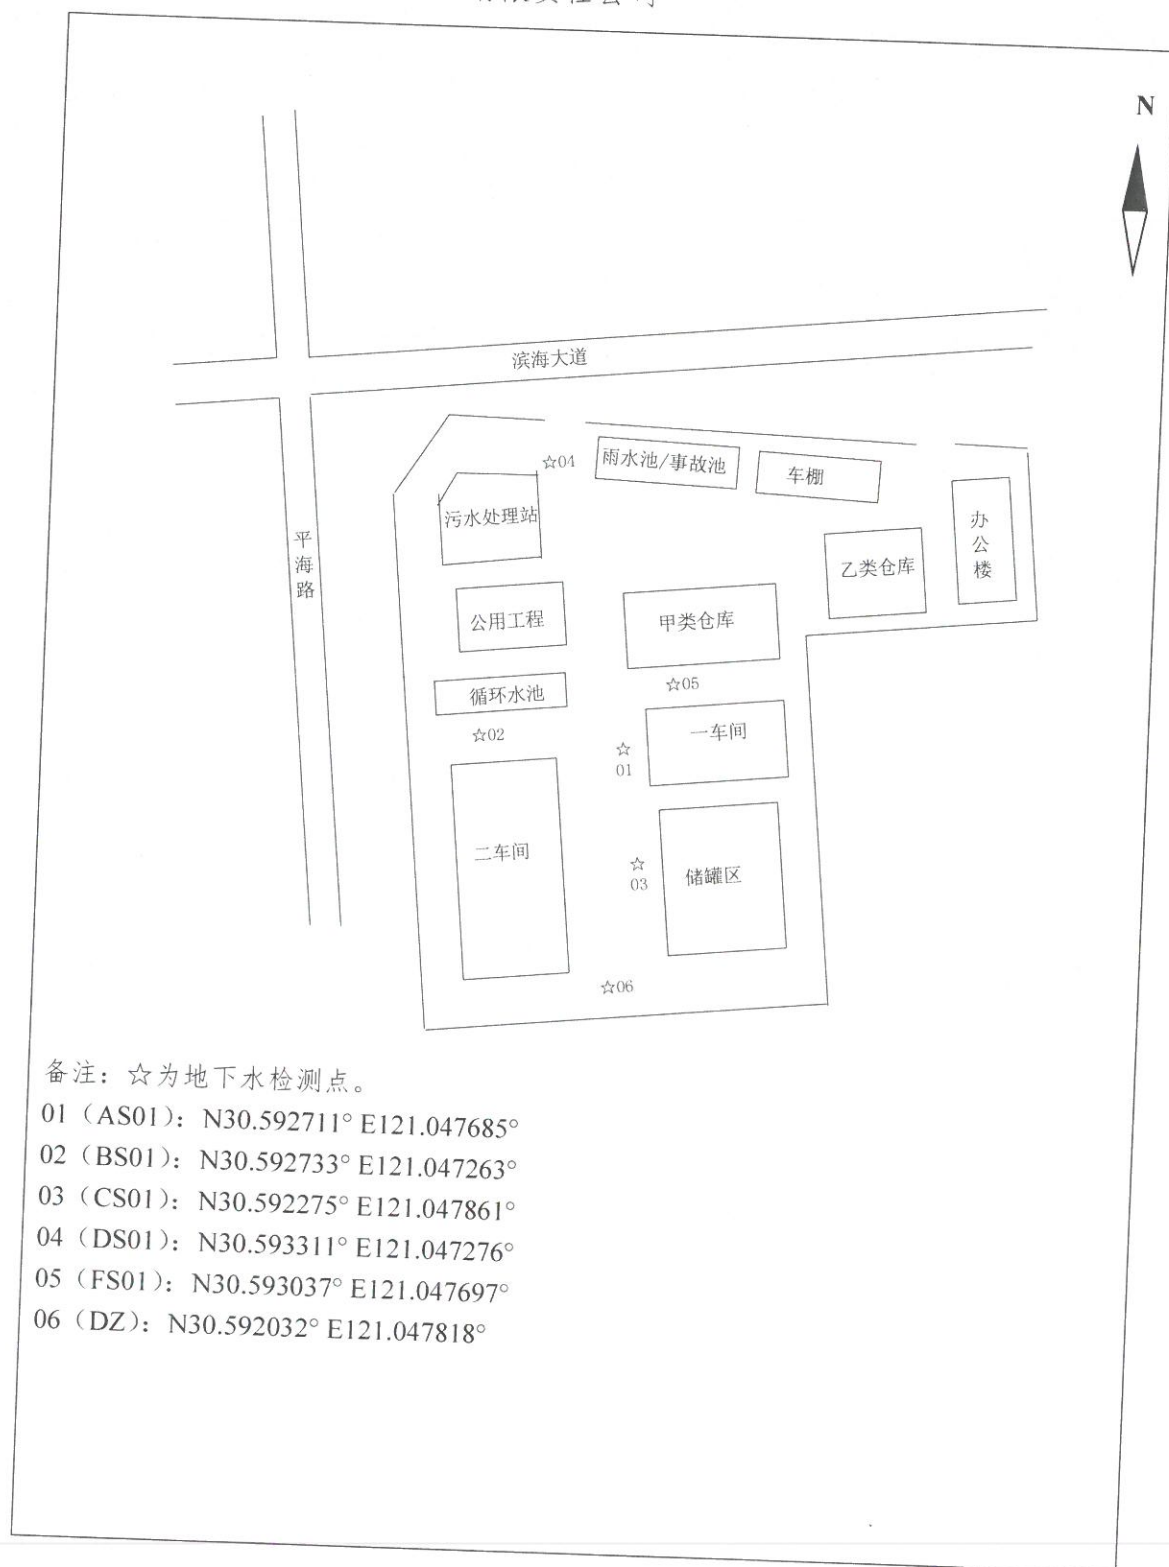 N
滨海大道
☆04
雨水池/事故池
车棚
污水处理站
办公楼
平海路
乙类仓库
公用工程
甲类仓库
☆05
循环水池
☆02
一车间
☆
01
二车间
☆
03
储罐区
☆06
备注：☆为地下水检测点。
01（AS01）：N30.592711° E121.047685°
02（BS01）：N30.592733° E121.047263°
03（CS01）：N30.592275° E121.047861°
04（DS01）：N30.593311° E121.047276°
05（FS01）：N30.593037° E121.047697°
06（DZ）：N30.592032° E121.047818°